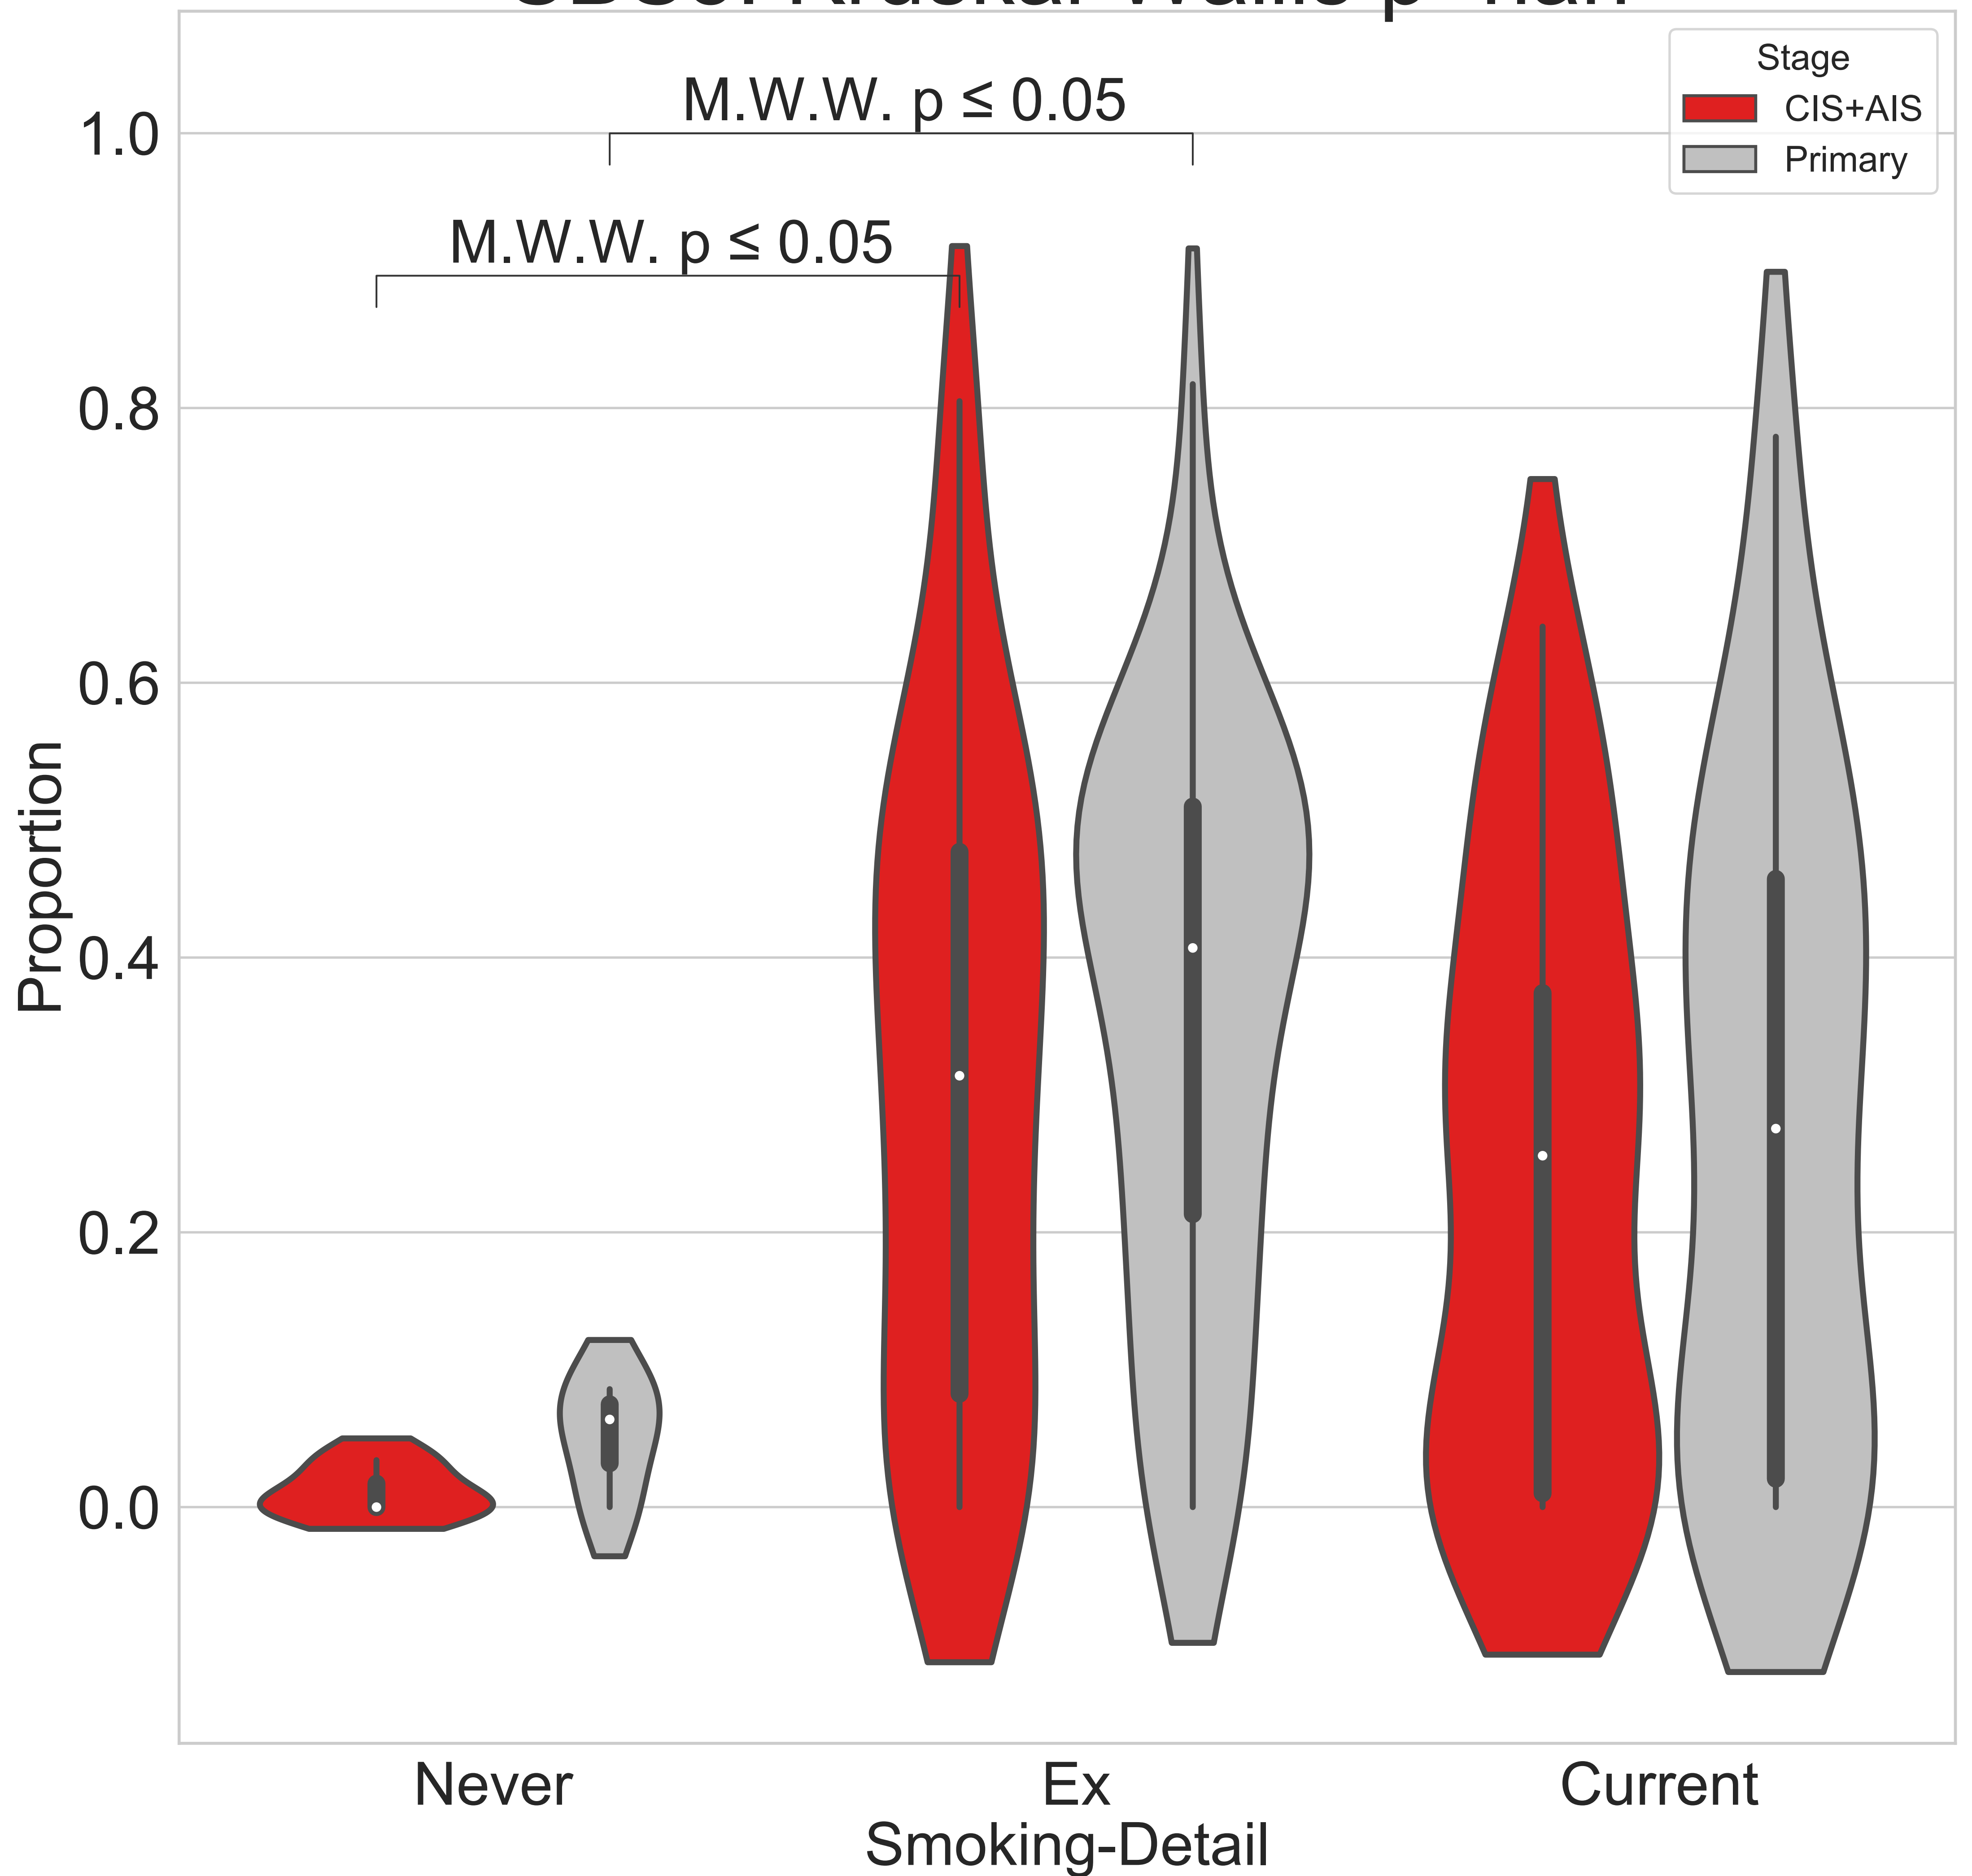 M.W.W. p ≤ 0.05
M.W.W. p ≤ 0.05
Stage
CIS+AIS
Primary
1.0
0.8
0.6
0.4
0.2
0.0
Proportion
Never
Ex
Current
Smoking-Detail